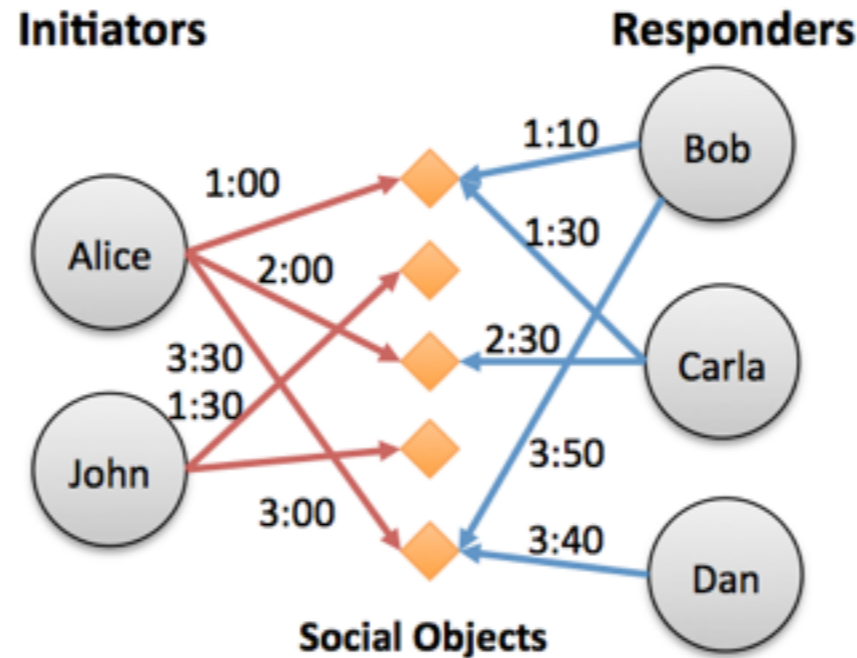 Initiators
Responders
1:10
Bob
1:00
1:30
Alice
2:00
2:30
3:30
Carla
1:30
John
3:50
3:00
3:40
Dan
Social Objects